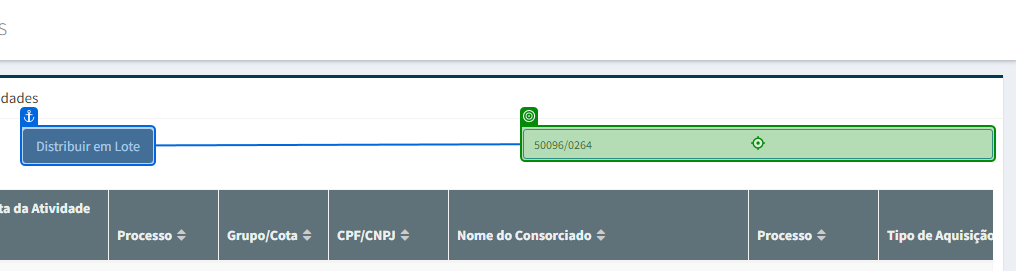 s
dades
Distribuir em Lote
50096/0264
ta da Atividade
Processo
Grupo/Cota
CPF/CNPJ
Nome do Consorciado
Processo
Tipo de Aquisição